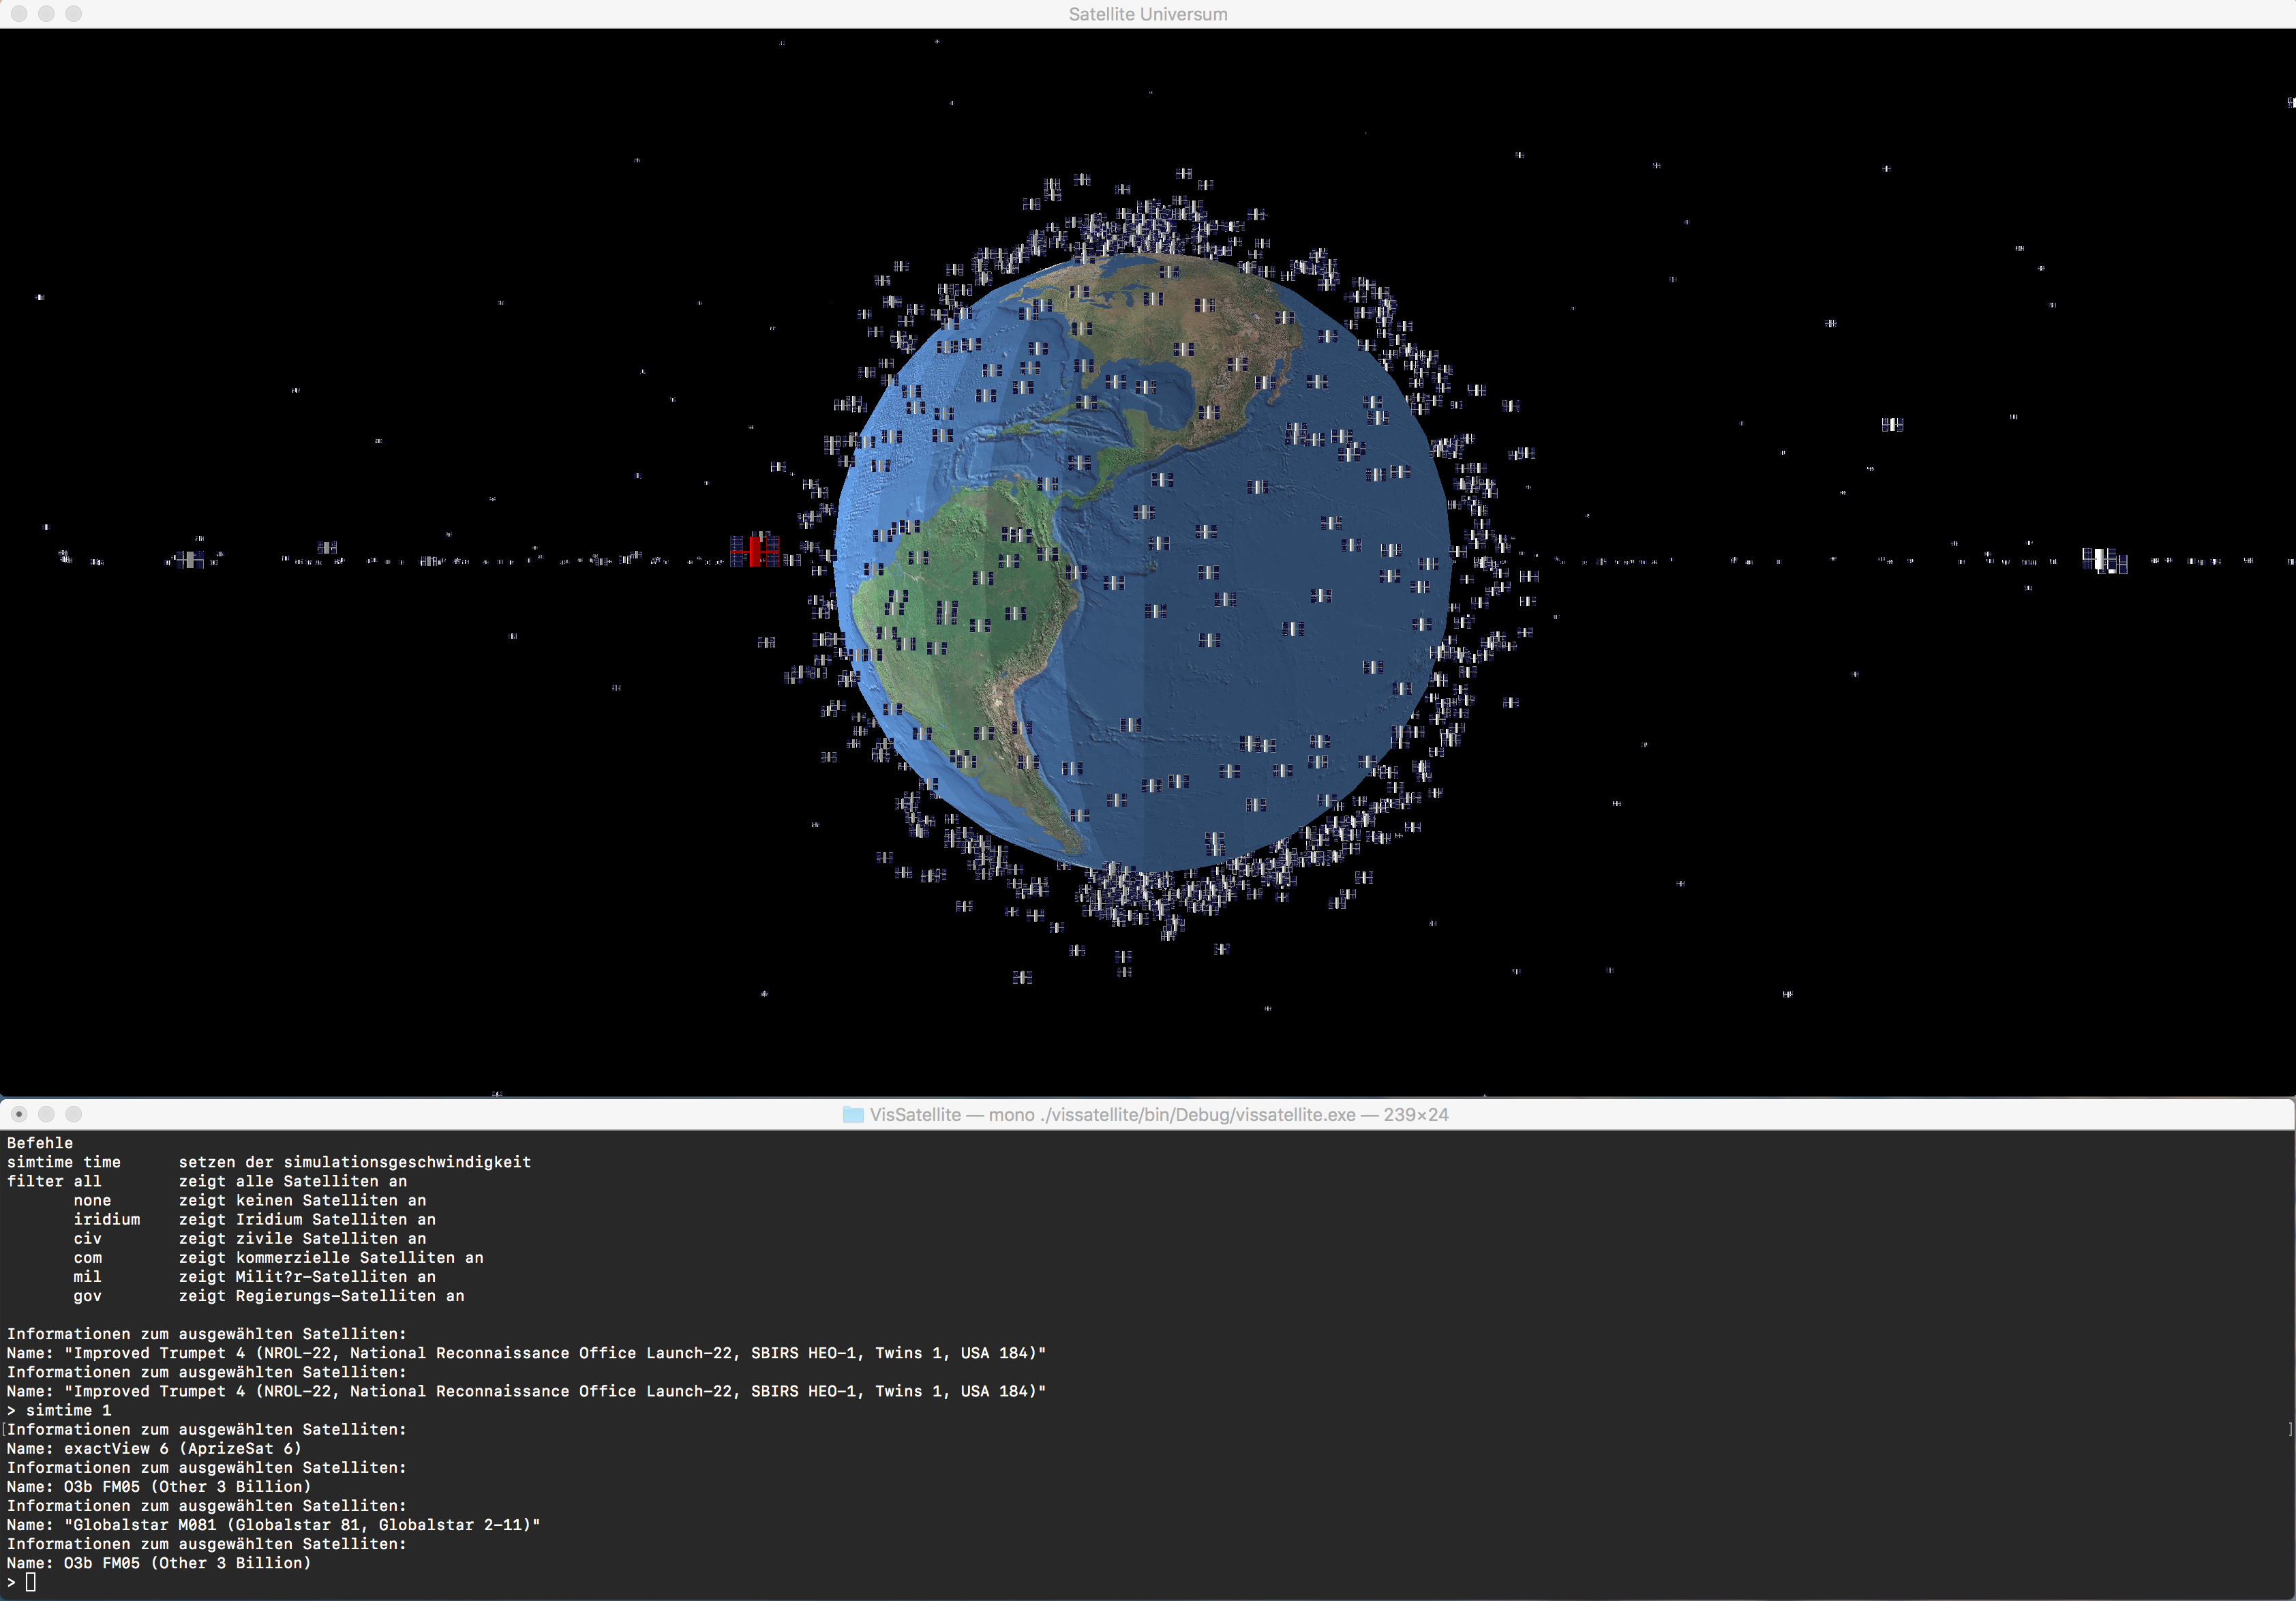 Satellite Universum
VisSatellite — mono ./vissatellite/bin/Debug/vissatellite.exe — 239×24
Befehle
simtime time      setzen der simulationsgeschwindigkeit
filter all        zeigt alle Satelliten an
       none       zeigt keinen Satelliten an
       iridium    zeigt Iridium Satelliten an
       civ        zeigt zivile Satelliten an
       com        zeigt kommerzielle Satelliten an
       mil        zeigt Milit?r-Satelliten an
       gov        zeigt Regierungs-Satelliten an
Informationen zum ausgewählten Satelliten:
Name: "Improved Trumpet 4 (NROL-22, National Reconnaissance Office Launch-22, SBIRS HEO-1, Twins 1, USA 184)"
Informationen zum ausgewählten Satelliten:
Name: "Improved Trumpet 4 (NROL-22, National Reconnaissance Office Launch-22, SBIRS HEO-1, Twins 1, USA 184)"
> simtime 1
[Informationen zum ausgewählten Satelliten: ]
Name: exactView 6 (AprizeSat 6)
Informationen zum ausgewählten Satelliten:
Name: O3b FM05 (Other 3 Billion)
Informationen zum ausgewählten Satelliten:
Name: "Globalstar M081 (Globalstar 81, Globalstar 2-11)"
Informationen zum ausgewählten Satelliten:
Name: O3b FM05 (Other 3 Billion)
>